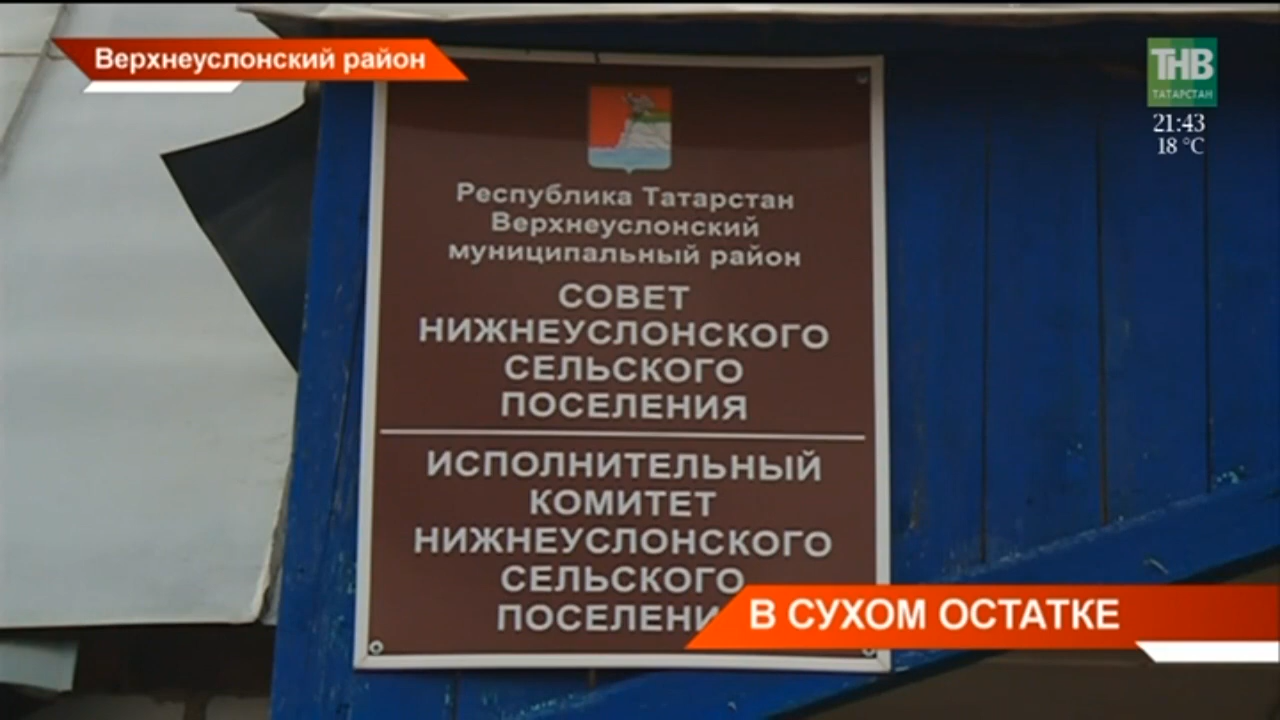 Верхнеуслонский район
ТНВ
ТАТАРСТАН
21:43
18 °C
Республика Татарстан
Верхнеуслонский
муниципальный район
СОВЕТ
НИЖНЕУСЛОНСКОГО
СЕЛЬСКОГО
ПОСЕЛЕНИЯ
ИСПОЛНИТЕЛЬНЫЙ
КОМИТЕТ
НИЖНЕУСЛОНСКОГО
СЕЛЬСКОГО
ПОСЕЛЕНИ
В СУХОМ ОСТАТКЕ